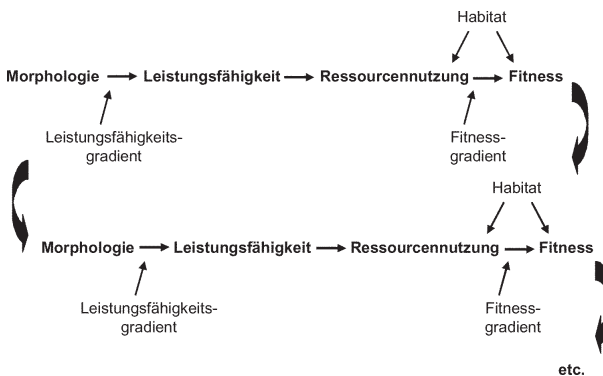 Habitat
Morphologie Leistungsfähigkeit Ressourcennutzung Fitness
Leistungsfähigkeits-
gradient
Fitness-
gradient
Habitat
Morphologie Leistungsfähigkeit Ressourcennutzung Fitness
Leistungsfähigkeits-
gradient
Fitness-
gradient
etc.